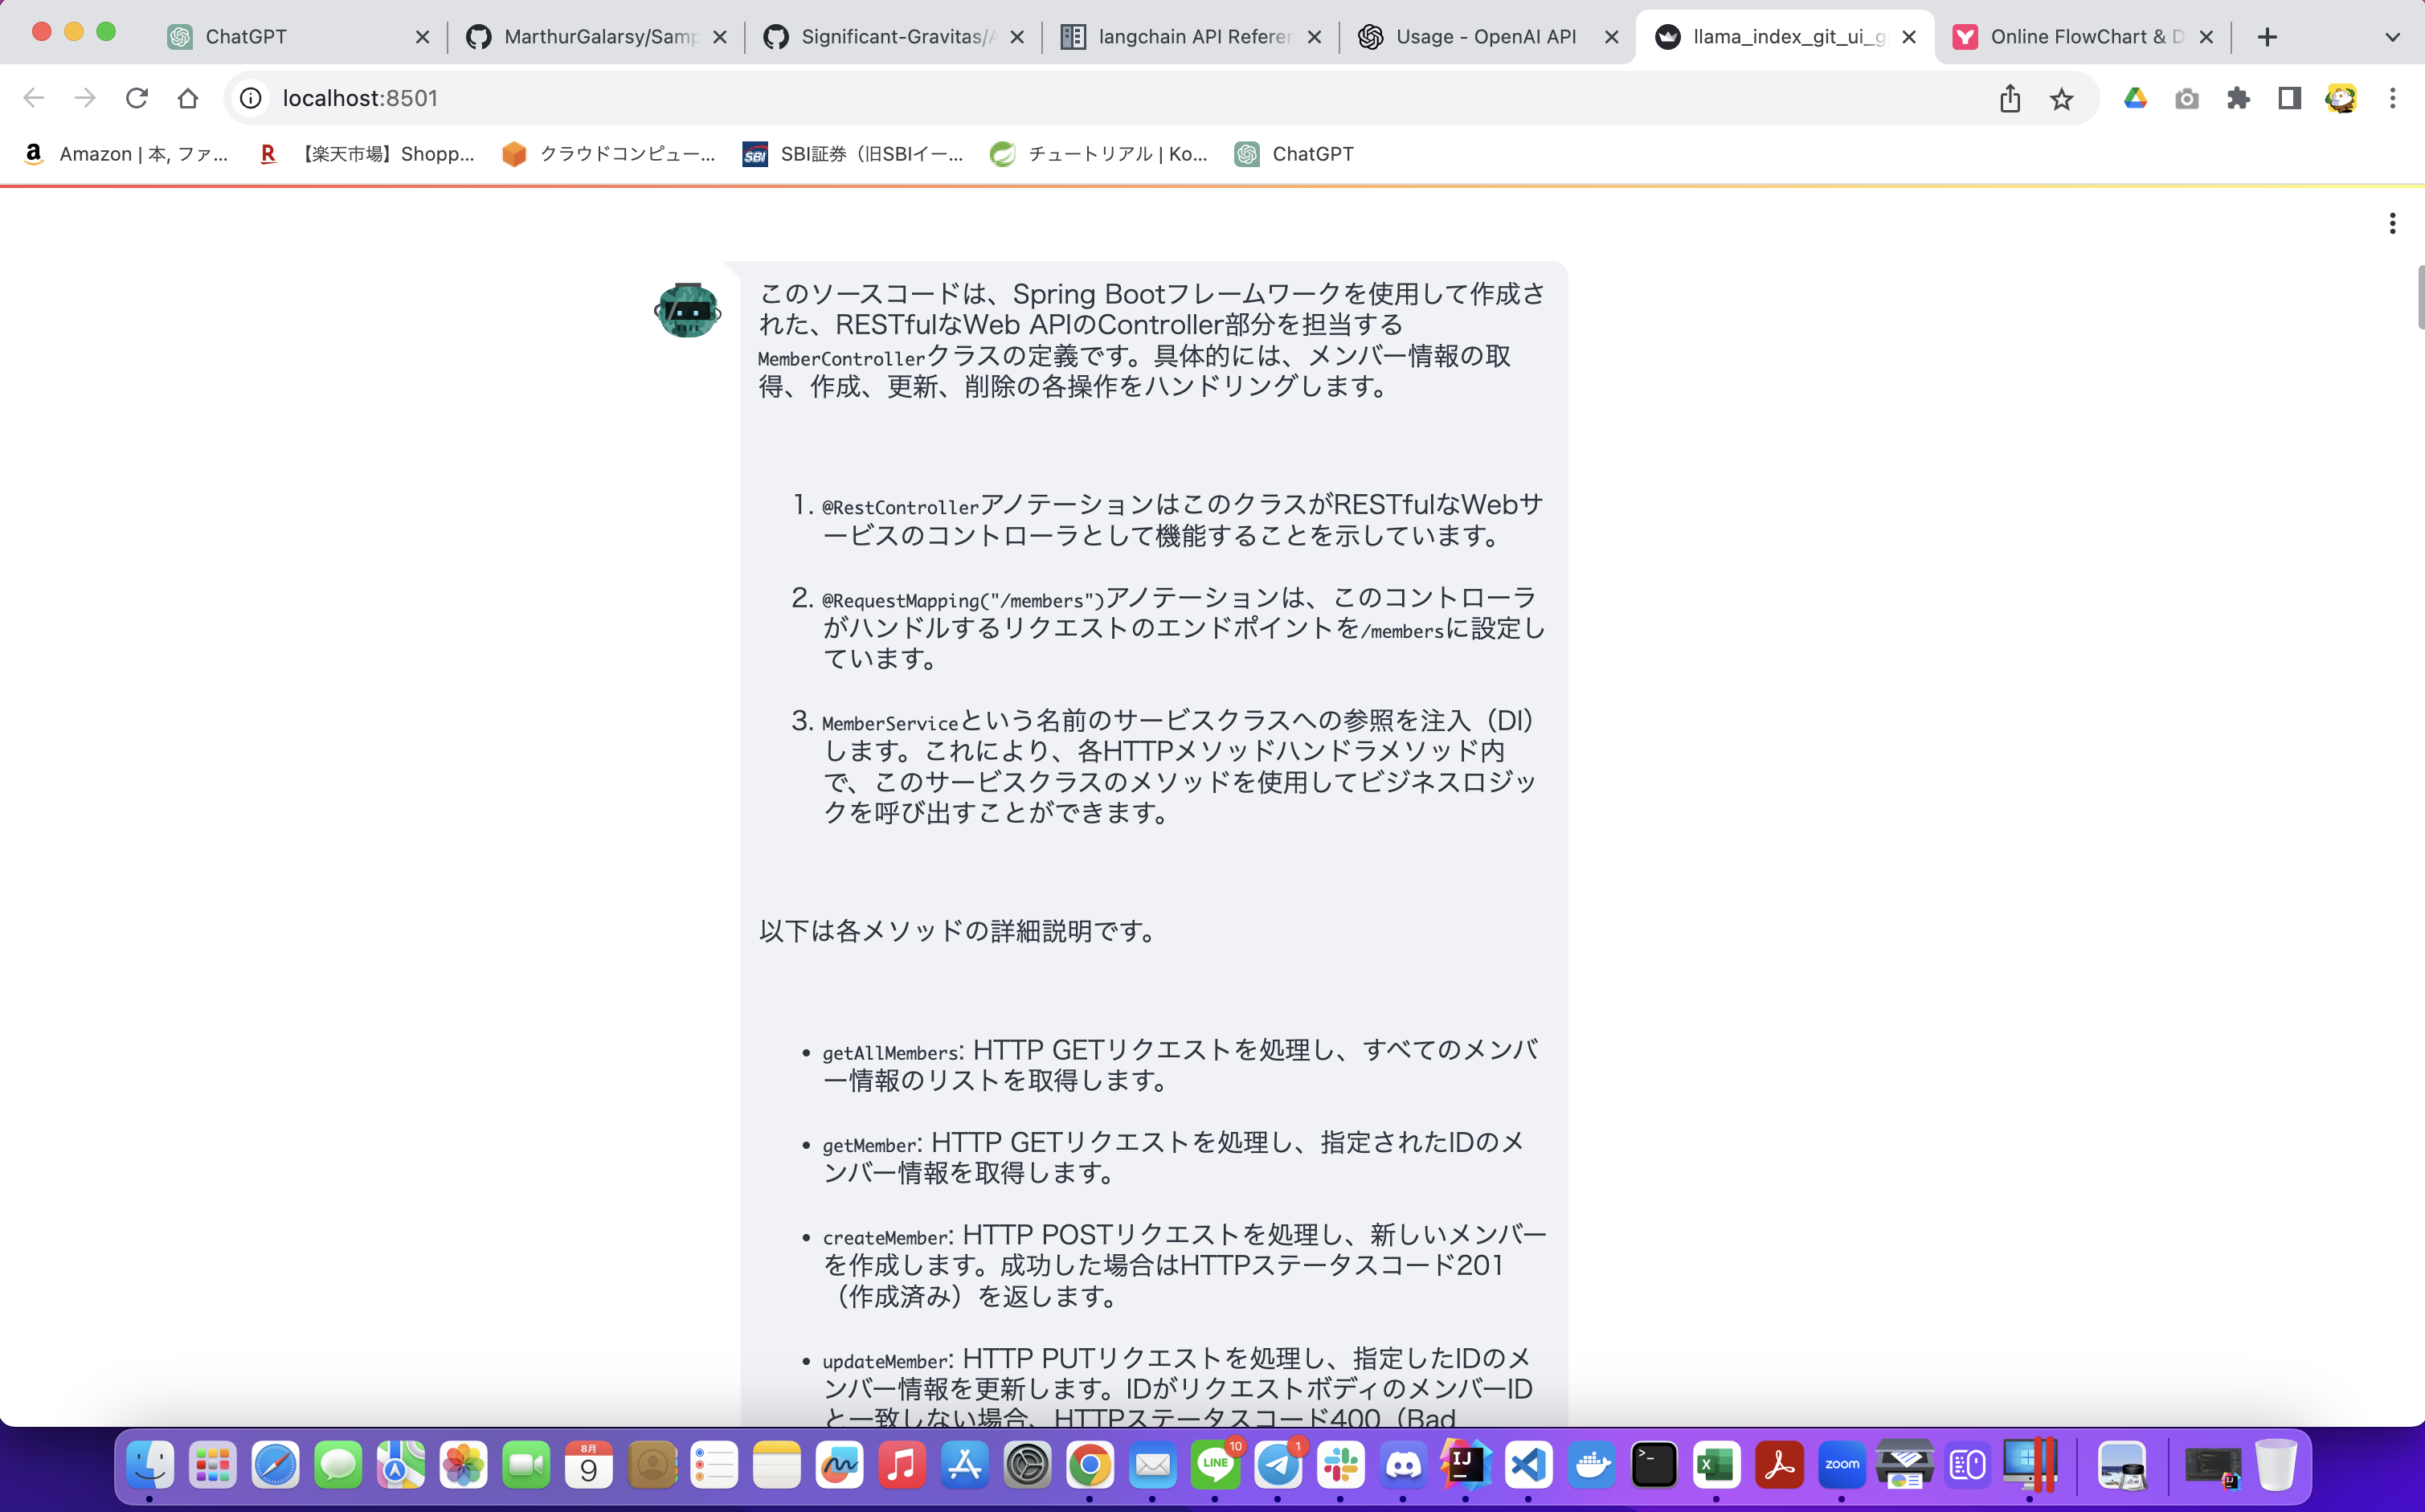 ChatGPT
MarthurGalarsy/Samp
Significant-Gravitas/A
langchain API Referer
Usage - OpenAI API
llama_index_git_ui_g
Online FlowChart & D
localhost:8501
Amazon | 本, ファ...
【楽天市場】Shopp...
クラウドコンピュー...
SBI
SBI証券（旧SBIイー...
チュートリアル | Ko...
ChatGPT
このソースコードは、Spring Bootフレームワークを使用して作成さ
れた、RESTfulなWeb APIのController部分を担当する
MemberControllerクラスの定義です。具体的には、メンバー情報の取
得、作成、更新、削除の各操作をハンドリングします。
1. @RestControllerアノテーションはこのクラスがRESTfulなWebサ
ービスのコントローラとして機能することを示しています。
2. @RequestMapping("/members")アノテーションは、このコントローラ
がハンドルするリクエストのエンドポイントを/membersに設定し
ています。
3. MemberServiceという名前のサービスクラスへの参照を注入（DI）
します。これにより、各HTTPメソッドハンドラメソッド内
で、このサービスクラスのメソッドを使用してビジネスロジッ
クを呼び出すことができます。
以下は各メソッドの詳細説明です。
• getAllMembers: HTTP GETリクエストを処理し、すべてのメンバ
ー情報のリストを取得します。
• getMember: HTTP GETリクエストを処理し、指定されたIDのメ
ンバー情報を取得します。
• createMember: HTTP POSTリクエストを処理し、新しいメンバー
を作成します。成功した場合はHTTPステータスコード201
（作成済み）を返します。
• updateMember: HTTP PUTリクエストを処理し、指定したIDのメ
ンバー情報を更新します。IDがリクエストボディのメンバーID
と一致しない場合、HTTPステータスコード400（Bad
8月
9
LINE
10
1
IJ
X
zoom